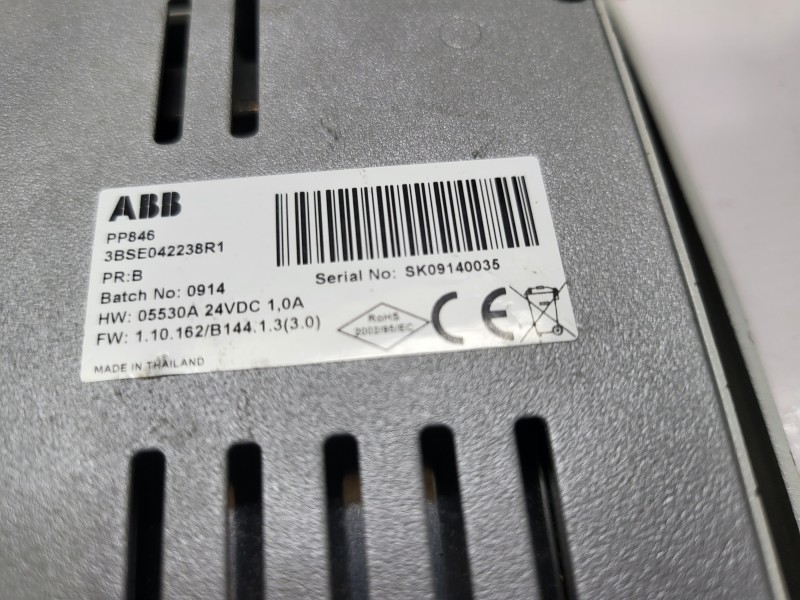 ABB
PP846
3BSE042238R1
PR:B
Batch No: 0914
HW: 05530A 24VDC 1,0A
FW: 1.10.162/B144.1.3(3.0)
MADE IN THAILAND
Serial No: SK09140035
RoHS
2002/95/EC
CE